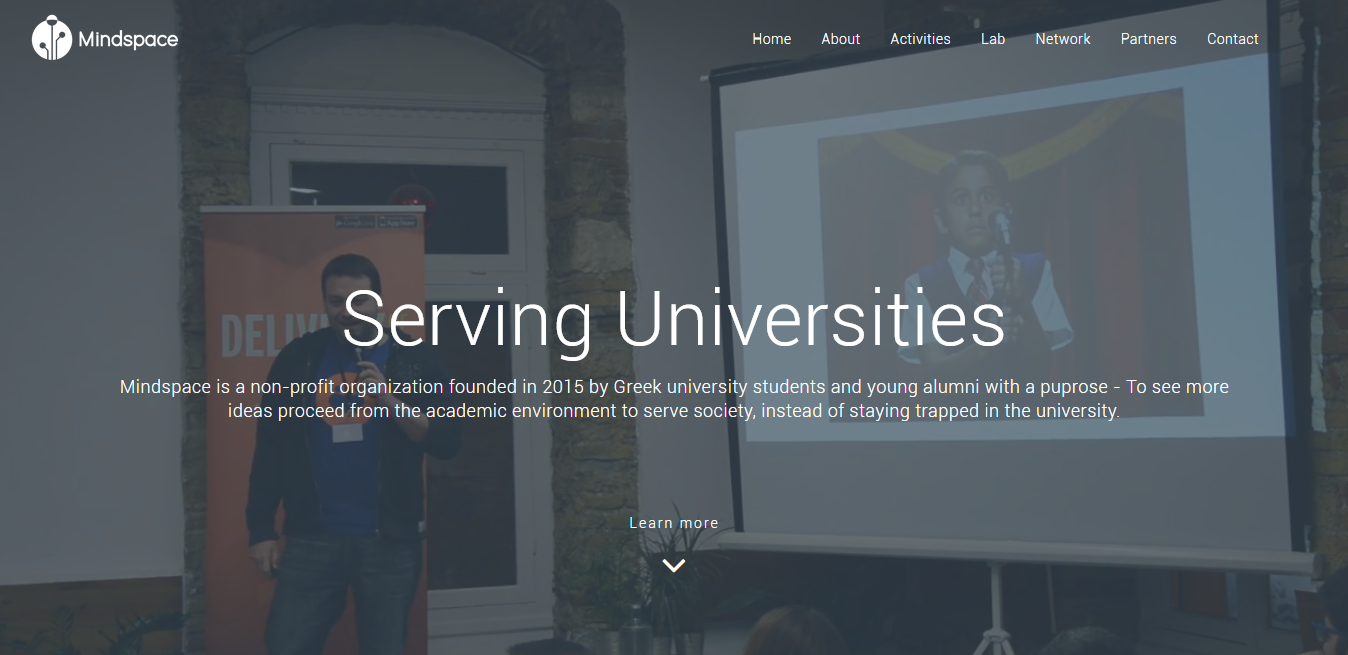 Mindspace
Home About Activities Lab Network Partners Contact
Serving Universities
Mindspace is a non-profit organization founded in 2015 by Greek university students and young alumni with a puprose - To see more
ideas proceed from the academic environment to serve society, instead of staying trapped in the university.
Learn more